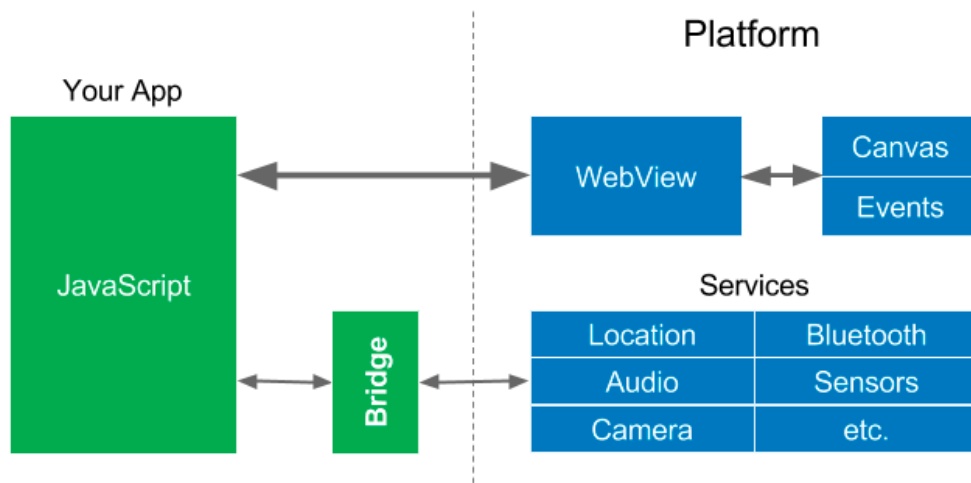 Platform
Your App
JavaScript
Bridge
WebView
Canvas
Events
Services
Location
Bluetooth
Audio
Sensors
Camera
etc.